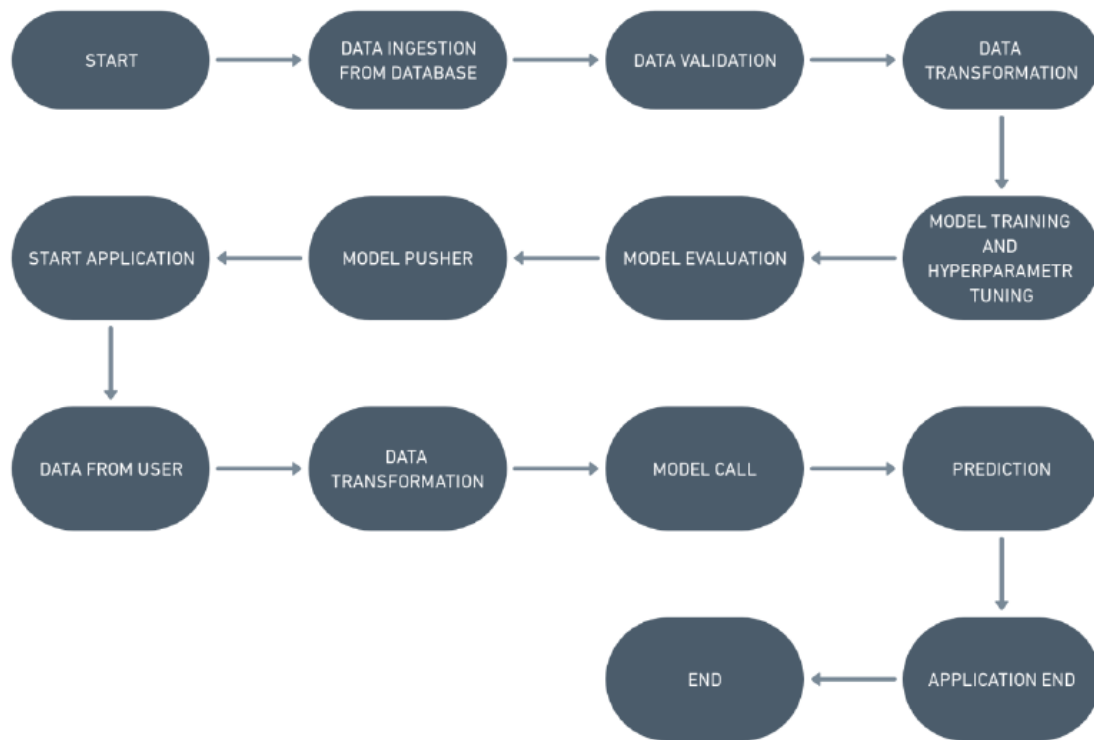 START
DATA INGESTION
FROM DATABASE
DATA VALIDATION
DATA
TRANSFORMATION
MODEL TRAINING
AND
HYPERPARAMETR
TUNING
MODEL EVALUATION
MODEL PUSHER
START APPLICATION
DATA FROM USER
DATA
TRANSFORMATION
MODEL CALL
PREDICTION
APPLICATION END
END